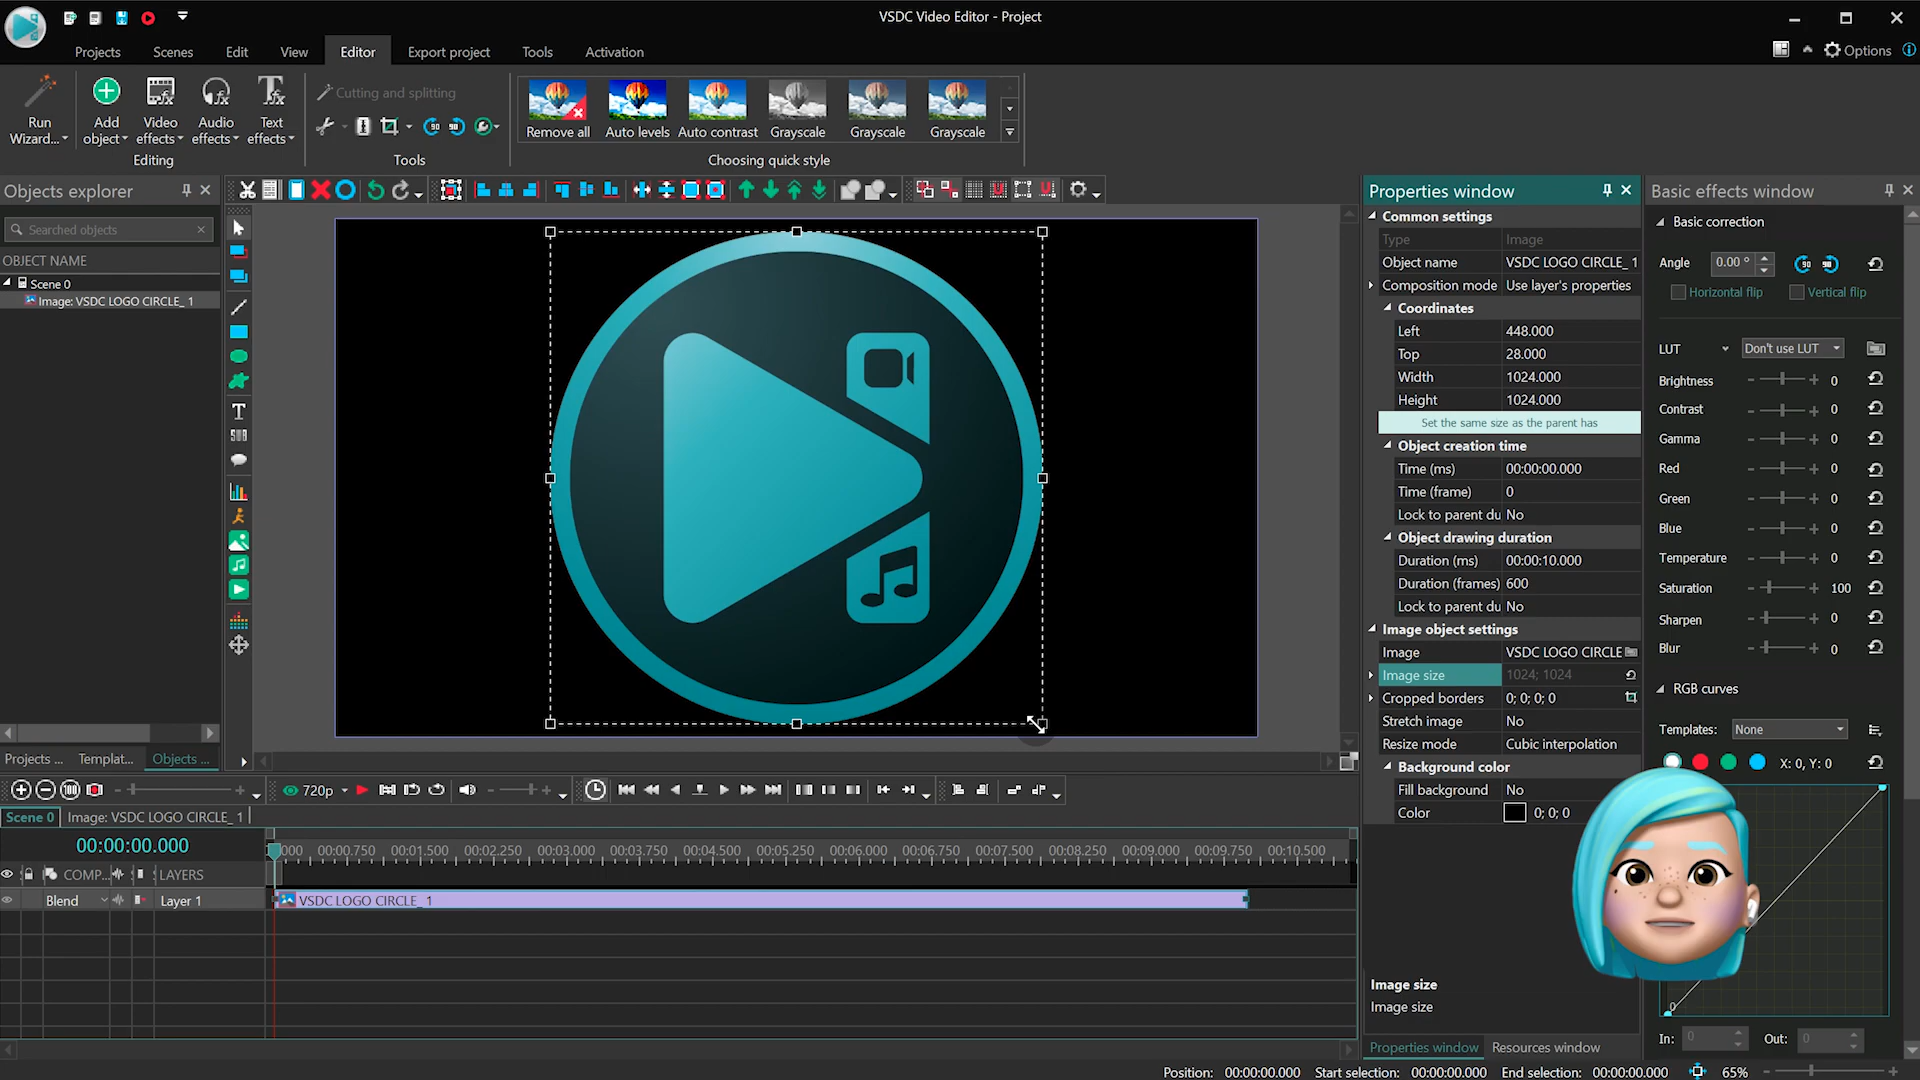 VSDC Video Editor - Project
Projects Scenes Edit View Editor Export project Tools Activation Options
Run Wizard... Add object Video effects Audio effects Text effects
Editing
Cutting and splitting
Tools
Remove all Auto levels Auto contrast Grayscale Grayscale Grayscale
Choosing quick style
Objects explorer
Searched objects
OBJECT NAME
Scene 0
Image: VSDC LOGO CIRCLE_ 1
Projects ... Templat... Objects ...
Properties window
Common settings
Type Image
Object name VSDC LOGO CIRCLE_ 1
Composition mode Use layer's properties
Coordinates
Left 448.000
Top 28.000
Width 1024.000
Height 1024.000
Set the same size as the parent has
Object creation time
Time (ms) 00:00:00.000
Time (frame) 0
Lock to parent du No
Object drawing duration
Duration (ms) 00:00:10.000
Duration (frames) 600
Lock to parent du No
Image object settings
Image VSDC LOGO CIRCLE
Image size 1024; 1024
Cropped borders 0; 0; 0; 0
Stretch image No
Resize mode Cubic interpolation
Background color
Fill background No
Color 0; 0; 0
Image size
Image size
Properties window Resources window
Basic effects window
Basic correction
Angle 0.00 ° 90 90
Horizontal flip Vertical flip
LUT Don't use LUT
Brightness 0
Contrast 0
Gamma 0
Red 0
Green 0
Blue 0
Temperature 0
Saturation 100
Sharpen 0
Blur 0
RGB curves
Templates: None
X: 0, Y: 0
0
In: 0 Out: 0
720p
Scene 0 Image: VSDC LOGO CIRCLE_ 1
00:00:00.000
000 00:00.750 00:01.500 00:02.250 00:03.000 00:03.750 00:04.500 00:05.250 00:06.000 00:06.750 00:07.500 00:08.250 00:09.000 00:09.750 00:10.500
COMP... LAYERS
Blend Layer 1
VSDC LOGO CIRCLE_ 1
Position: 00:00:00.000 Start selection: 00:00:00.000 End selection: 00:00:00.000 65%